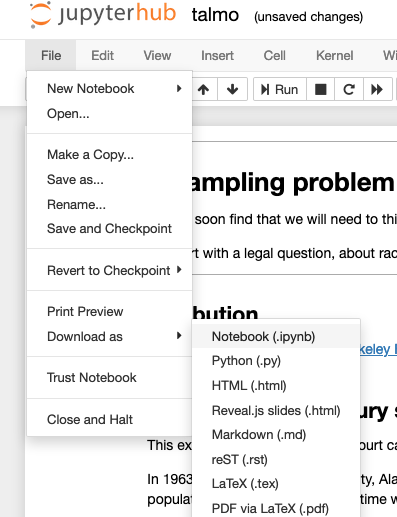 jupyterhub talmo (unsaved changes)
File Edit View Insert Cell Kernel
New Notebook
Open...
Make a Copy...
Save as...
Rename...
Save and Checkpoint
Revert to Checkpoint
Print Preview
Download as
Trust Notebook
Close and Halt
Run
ampling problem
soon find that we will need to thi
rt with a legal question, about rac
bution
keley I
Notebook (.ipynb)
Python (.py)
HTML (.html)
Reveal.js slides (.html)
Markdown (.md)
reST (.rst)
LaTeX (.tex)
PDF via LaTeX (.pdf)
ury s
This ex
ourt ca
In 1963
ty, Ala
populat
time w